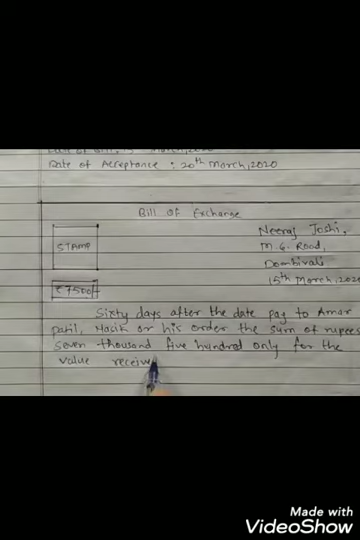 Date of Acceptance : 20th March, 2020
Bill of Exchange
STAMP
Neeraj Joshi,
M G. Road,
Dombivali
15th March, 2020
₹7500/-
Sixty days after the date pay to Amar
patil, Nasik or his order the sum of rupees
seven thousand five hundred only for the
value receive
Made with
VideoShow